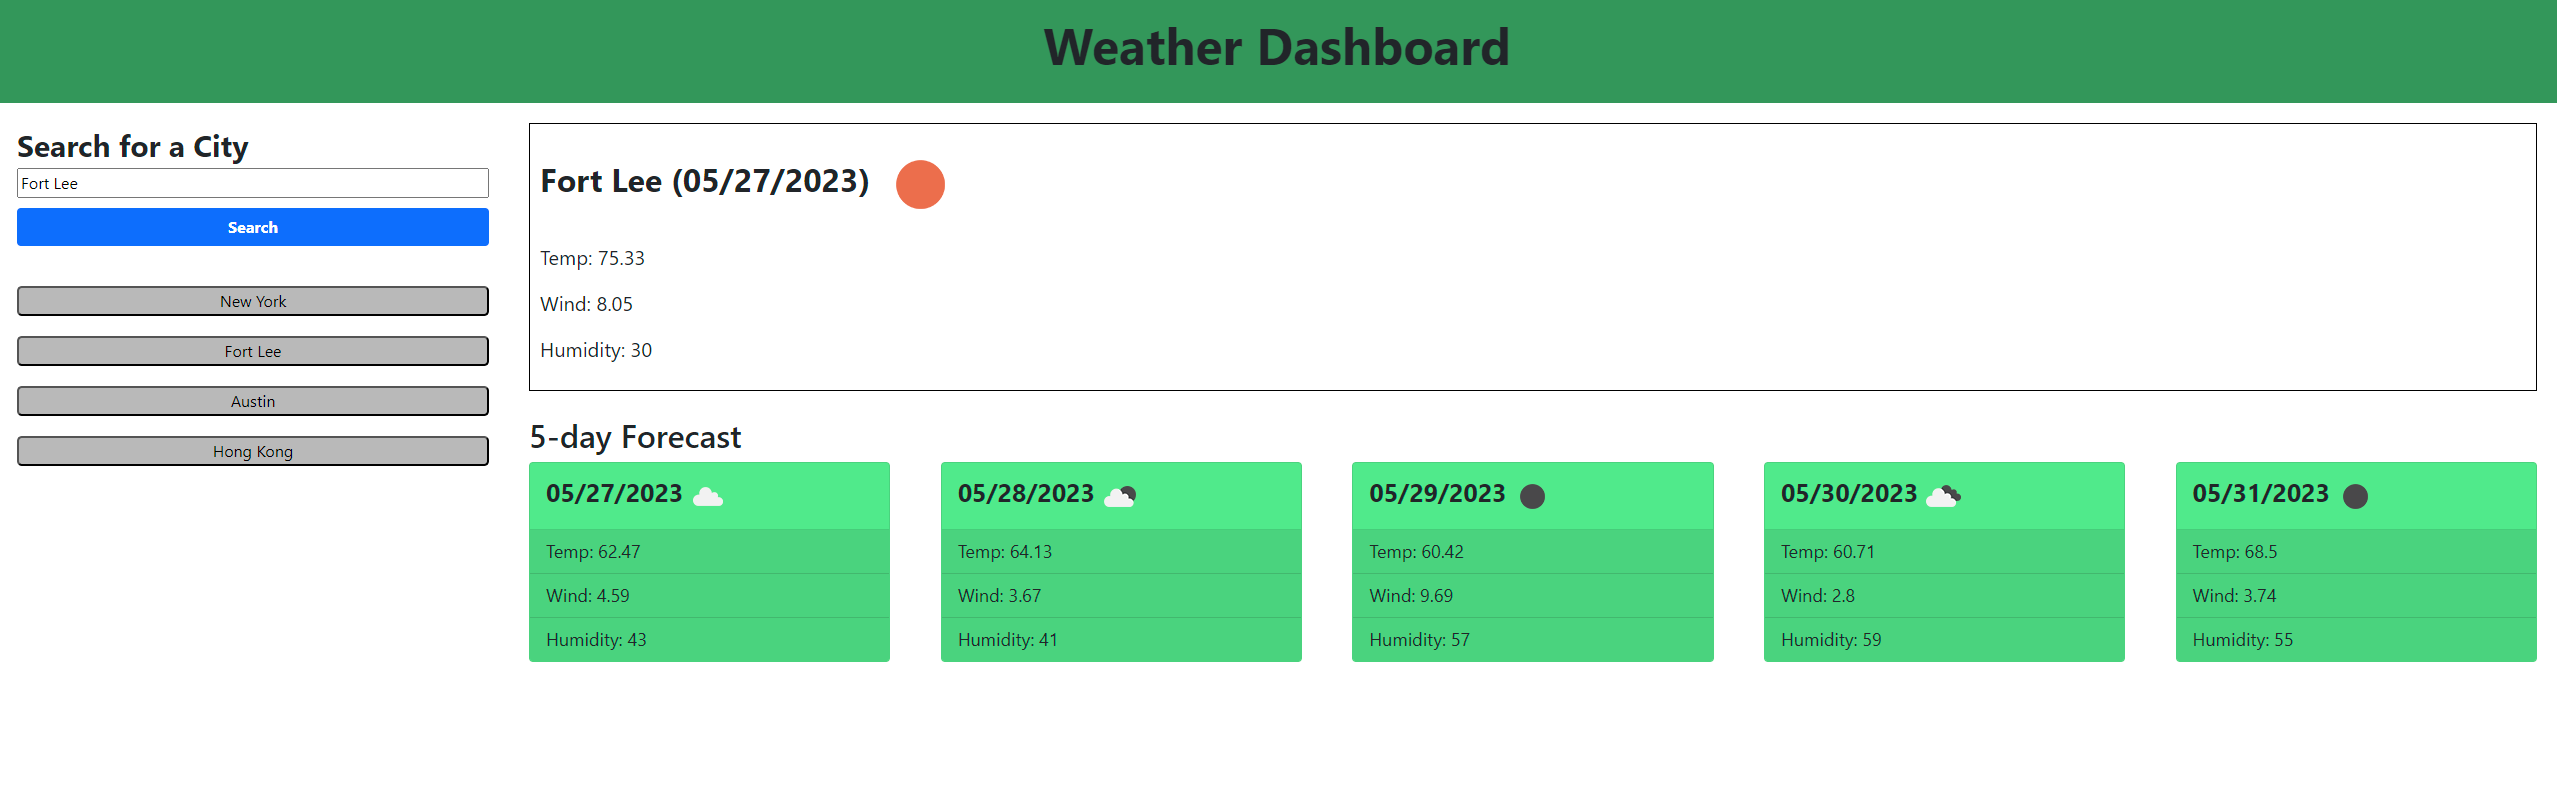 Weather Dashboard
Search for a City
Fort Lee
Search
New York
Fort Lee
Austin
Hong Kong
Fort Lee (05/27/2023)
Temp: 75.33
Wind: 8.05
Humidity: 30
5-day Forecast
05/27/2023
Temp: 62.47
Wind: 4.59
Humidity: 43
05/28/2023
Temp: 64.13
Wind: 3.67
Humidity: 41
05/29/2023
Temp: 60.42
Wind: 9.69
Humidity: 57
05/30/2023
Temp: 60.71
Wind: 2.8
Humidity: 59
05/31/2023
Temp: 68.5
Wind: 3.74
Humidity: 55